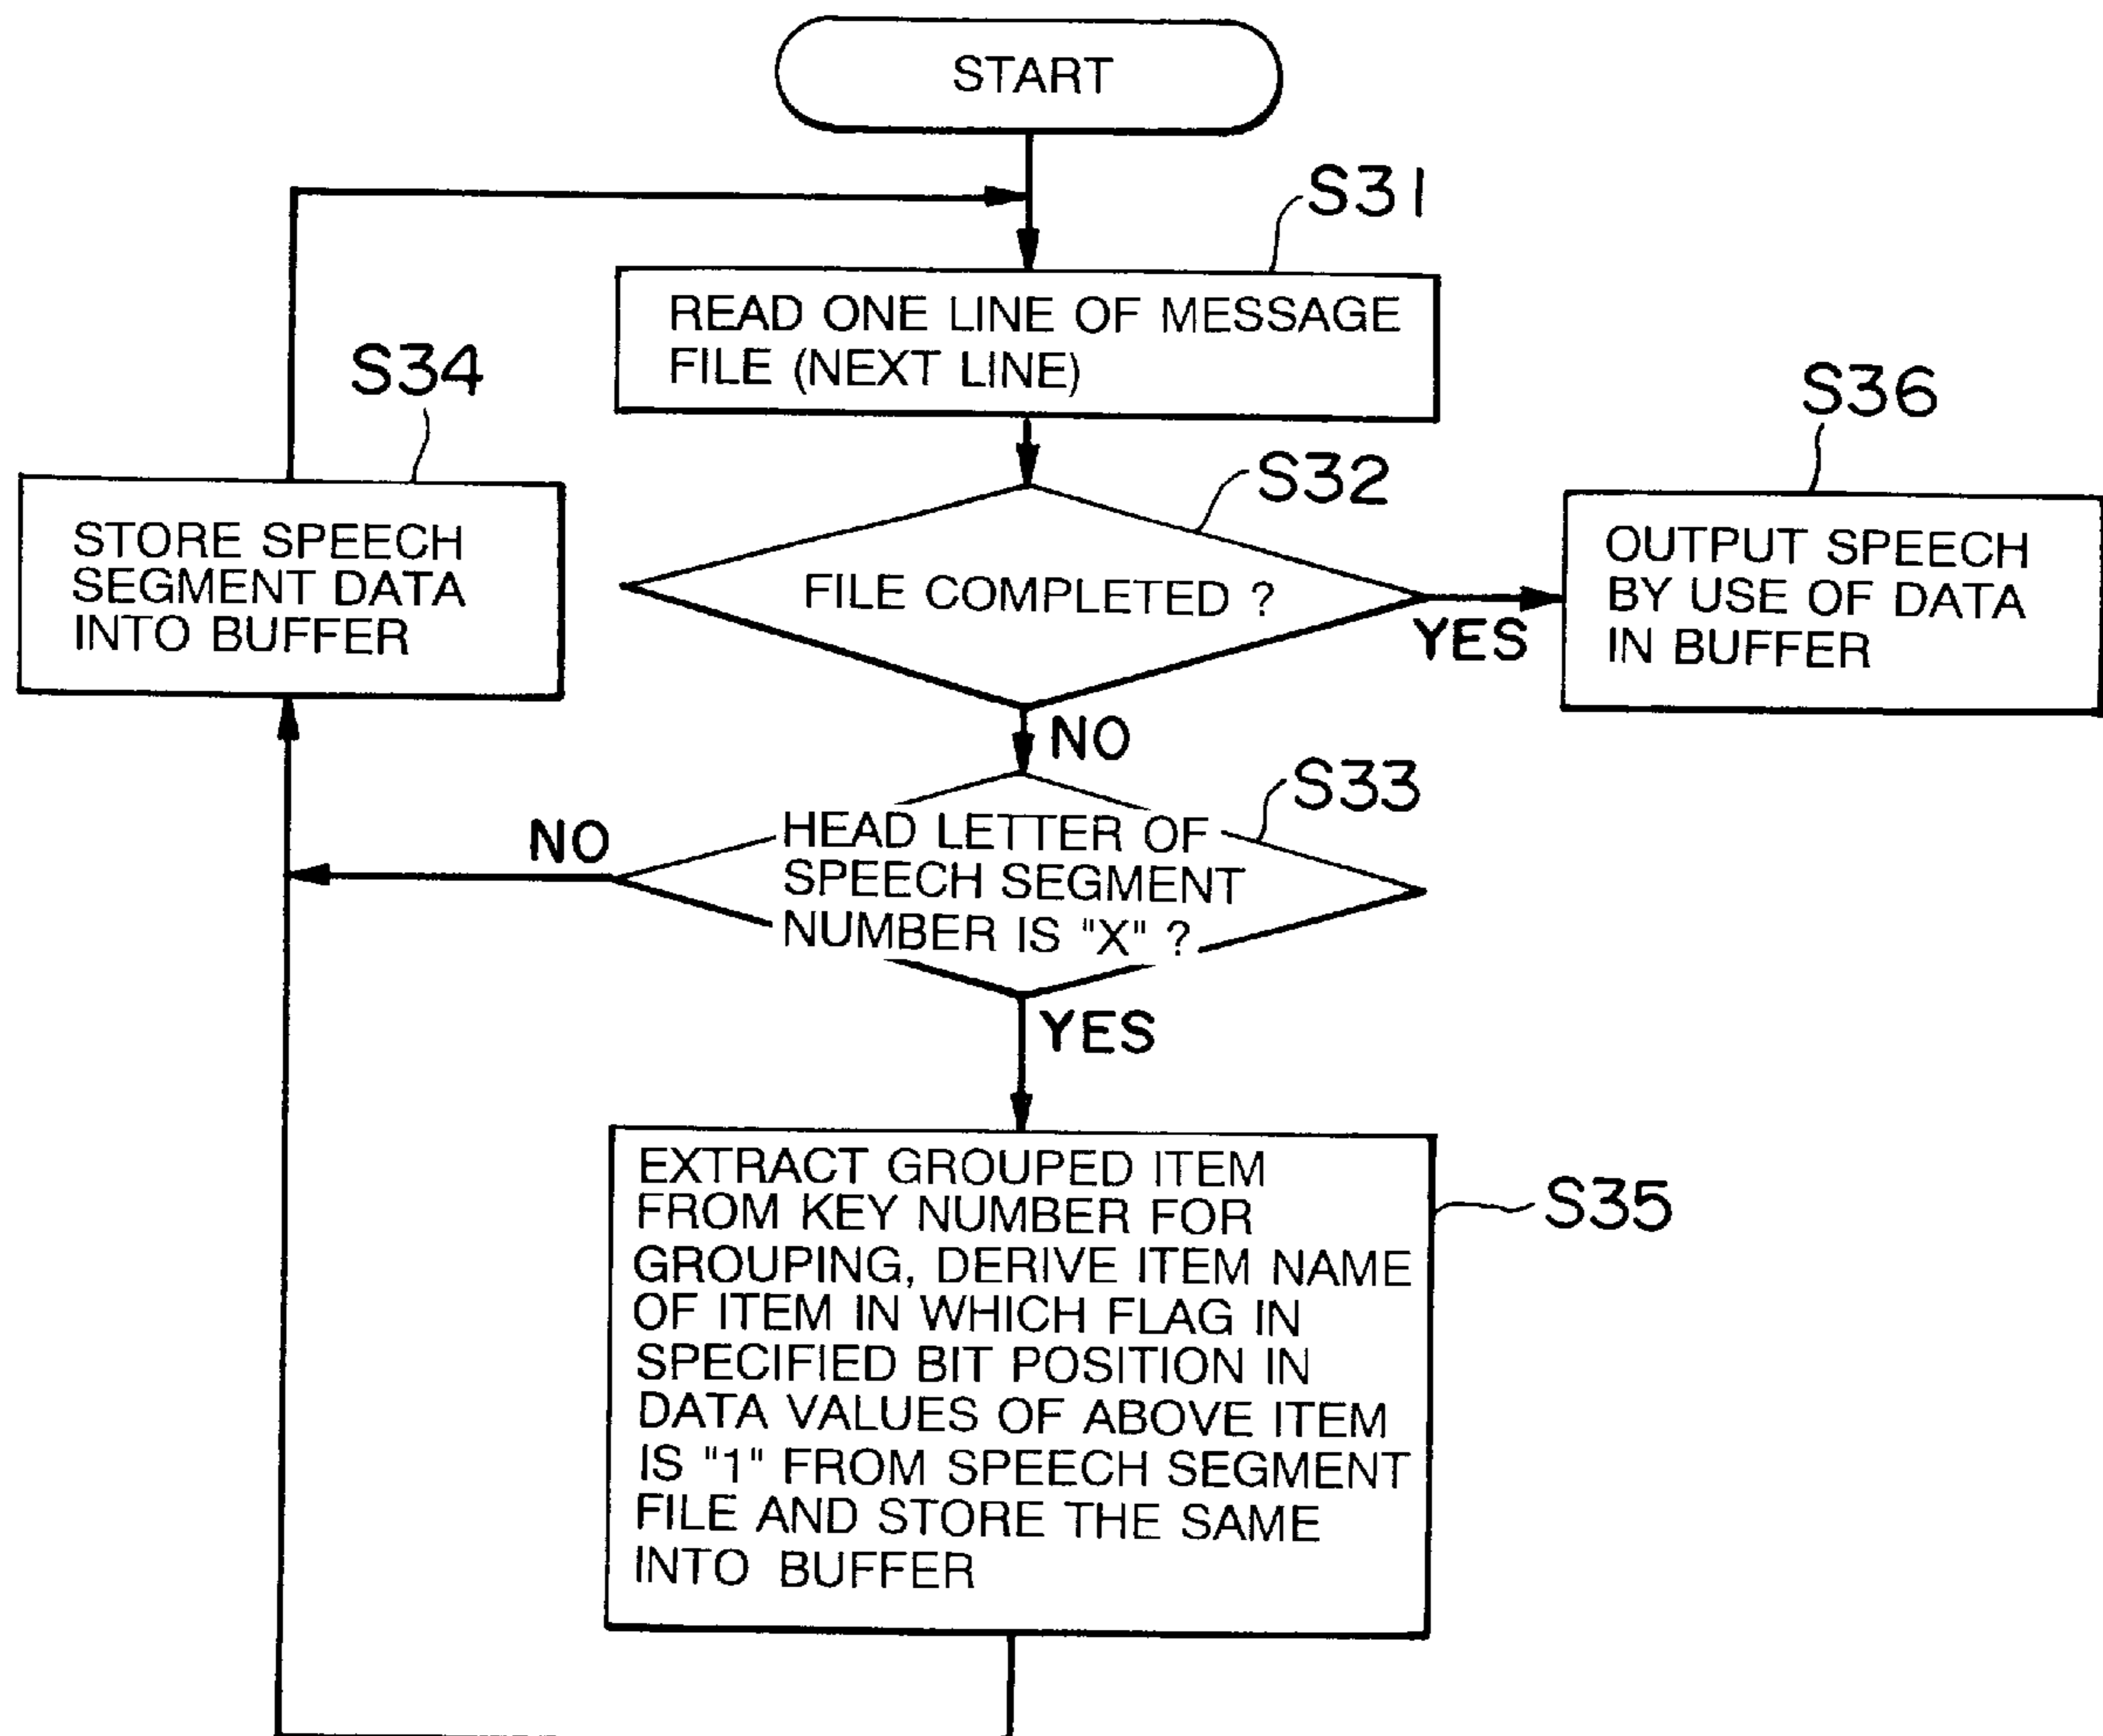 START
S31
READ ONE LINE OF MESSAGE
FILE (NEXT LINE)
S34
STORE SPEECH
SEGMENT DATA
INTO BUFFER
S32
FILE COMPLETED ?
YES
S36
OUTPUT SPEECH
BY USE OF DATA
IN BUFFER
NO
S33
HEAD LETTER OF
SPEECH SEGMENT
NUMBER IS "X" ?
NO
YES
S35
EXTRACT GROUPED ITEM
FROM KEY NUMBER FOR
GROUPING, DERIVE ITEM NAME
OF ITEM IN WHICH FLAG IN
SPECIFIED BIT POSITION IN
DATA VALUES OF ABOVE ITEM
IS "1" FROM SPEECH SEGMENT
FILE AND STORE THE SAME
INTO BUFFER